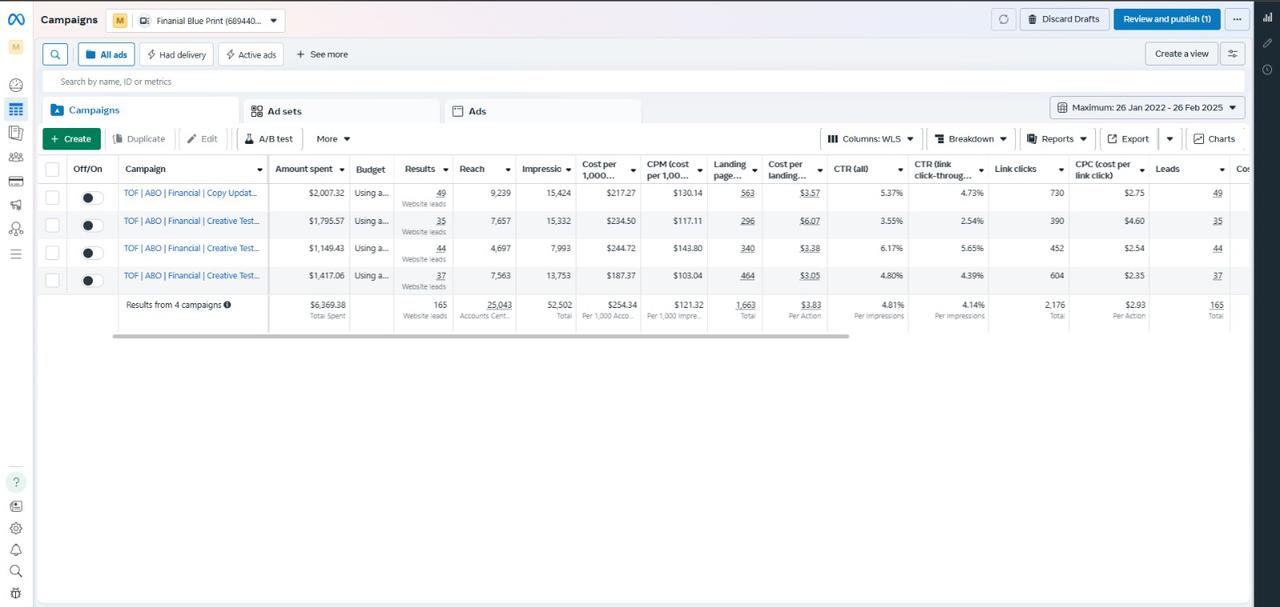 Campaigns M Finanial Blue Print (689440... Discard Drafts Review and publish (1) ...
M
All ads Had delivery Active ads + See more Create a view
Search by name, ID or metrics
Campaigns Ad sets Ads Maximum: 26 Jan 2022 - 26 Feb 2025
+ Create Duplicate Edit A/B test More Columns: WLS Breakdown Reports Export Charts
Off/On Campaign Amount spent Budget Results Reach Impressio Cost per 1,000... CPM (cost per 1,00... Landing page... Cost per landing... CTR (all) CTR (link click-throug... Link clicks CPC (cost per link click) Leads Cos
TOF | ABO | Financial | Copy Updat... $2,007.32 Using a... 49 9,239 15,424 $217.27 $130.14 563 $3.57 5.37% 4.73% 730 $2.75 49
Website leads
TOF | ABO | Financial | Creative Test... $1,795.57 Using a... 35 7,657 15,332 $234.50 $117.11 296 $6.07 3.55% 2.54% 390 $4.60 35
Website leads
TOF | ABO | Financial | Creative Test... $1,149.43 Using a... 44 4,697 7,993 $244.72 $143.80 340 $3.38 6.17% 5.65% 452 $2.54 44
Website leads
TOF | ABO | Financial | Creative Test... $1,417.06 Using a... 37 7,563 13,753 $187.37 $103.04 464 $3.05 4.80% 4.39% 604 $2.35 37
Website leads
Results from 4 campaigns $6,369.38 165 25,043 52,502 $254.34 $121.32 1,663 $3.83 4.81% 4.14% 2,176 $2.93 165
Total Spent Website leads Accounts Cent... Total Per 1,000 Acco... Per 1,000 Impre... Total Per Action Per Impressions Per Impressions Total Per Action Total
?